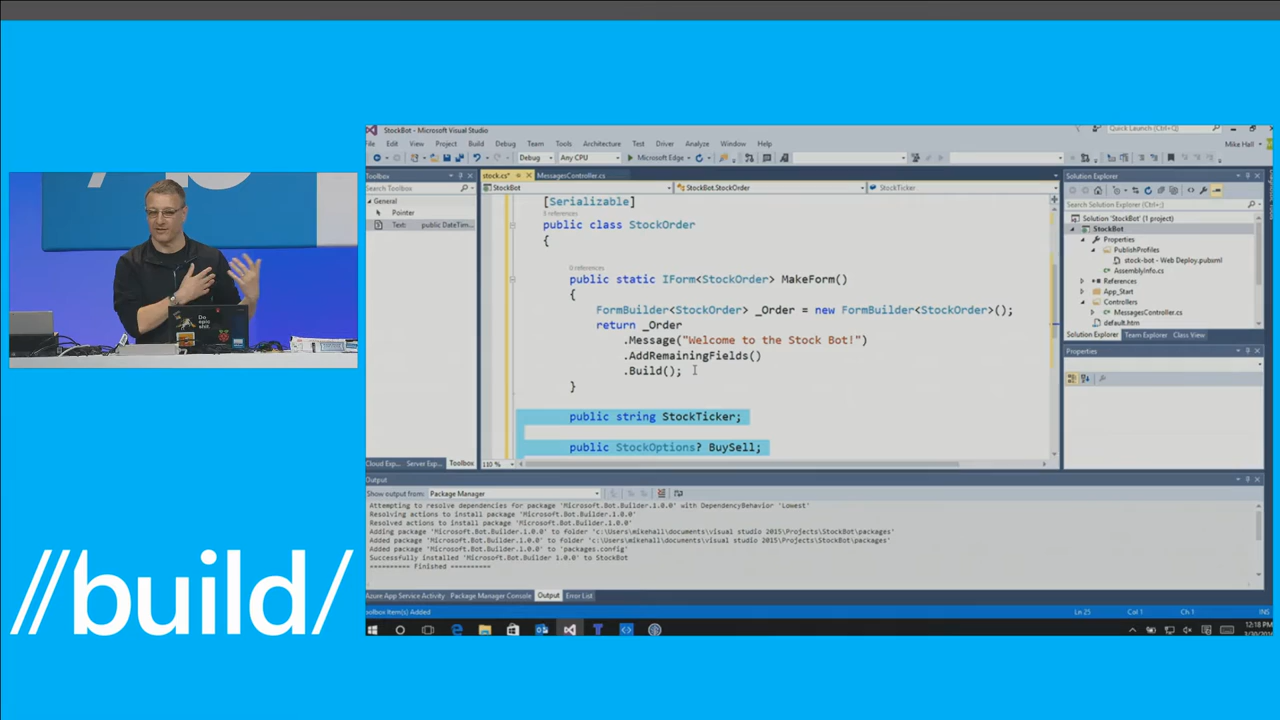 StockBot - Microsoft Visual Studio
Quick Launch (Ctrl+Q)
File Edit View Project Build Debug Team Tools Architecture Test Driver Analyze Window Help
Mike Hall
Debug Any CPU Microsoft Edge
Toolbox
Search Toolbox
General
Pointer
Text: public DateTim...
Cloud Exp... Server Exp... Toolbox
stock.cs* MessagesController.cs
StockBot StockBot.StockOrder StockTicker
[Serializable]
public class StockOrder
{
0 references
public static IForm<StockOrder> MakeForm()
{
FormBuilder<StockOrder> _Order = new FormBuilder<StockOrder>();
return _Order
.Message("Welcome to the Stock Bot!")
.AddRemainingFields()
.Build();
}
public string StockTicker;
public StockOptions? BuySell;
110 %
Solution Explorer
Search Solution Explorer (Ctrl+;)
Solution 'StockBot' (1 project)
StockBot
Properties
PublishProfiles
stock-bot - Web Deploy.pubxml
AssemblyInfo.cs
References
App_Start
Controllers
MessagesController.cs
default.htm
Solution Explorer Team Explorer Class View
Properties
Output
Show output from: Package Manager
Attempting to resolve dependencies for package 'Microsoft.Bot.Builder.1.0.0' with DependencyBehavior 'Lowest'
Resolving actions to install package 'Microsoft.Bot.Builder.1.0.0'
Resolved actions to install package 'Microsoft.Bot.Builder.1.0.0'
Adding package 'Microsoft.Bot.Builder.1.0.0' to folder 'c:\Users\mikehall\documents\visual studio 2015\Projects\StockBot\packages'
Added package 'Microsoft.Bot.Builder.1.0.0' to folder 'c:\Users\mikehall\documents\visual studio 2015\Projects\StockBot\packages'
Added package 'Microsoft.Bot.Builder.1.0.0' to 'packages.config'
Successfully installed 'Microsoft.Bot.Builder 1.0.0' to StockBot
========== Finished ==========
Azure App Service Activity Package Manager Console Output Error List
Item(s) Added
Ln 25 Col 1 Ch 1 INS
12:18 PM
Do
epic
shit.
//build/